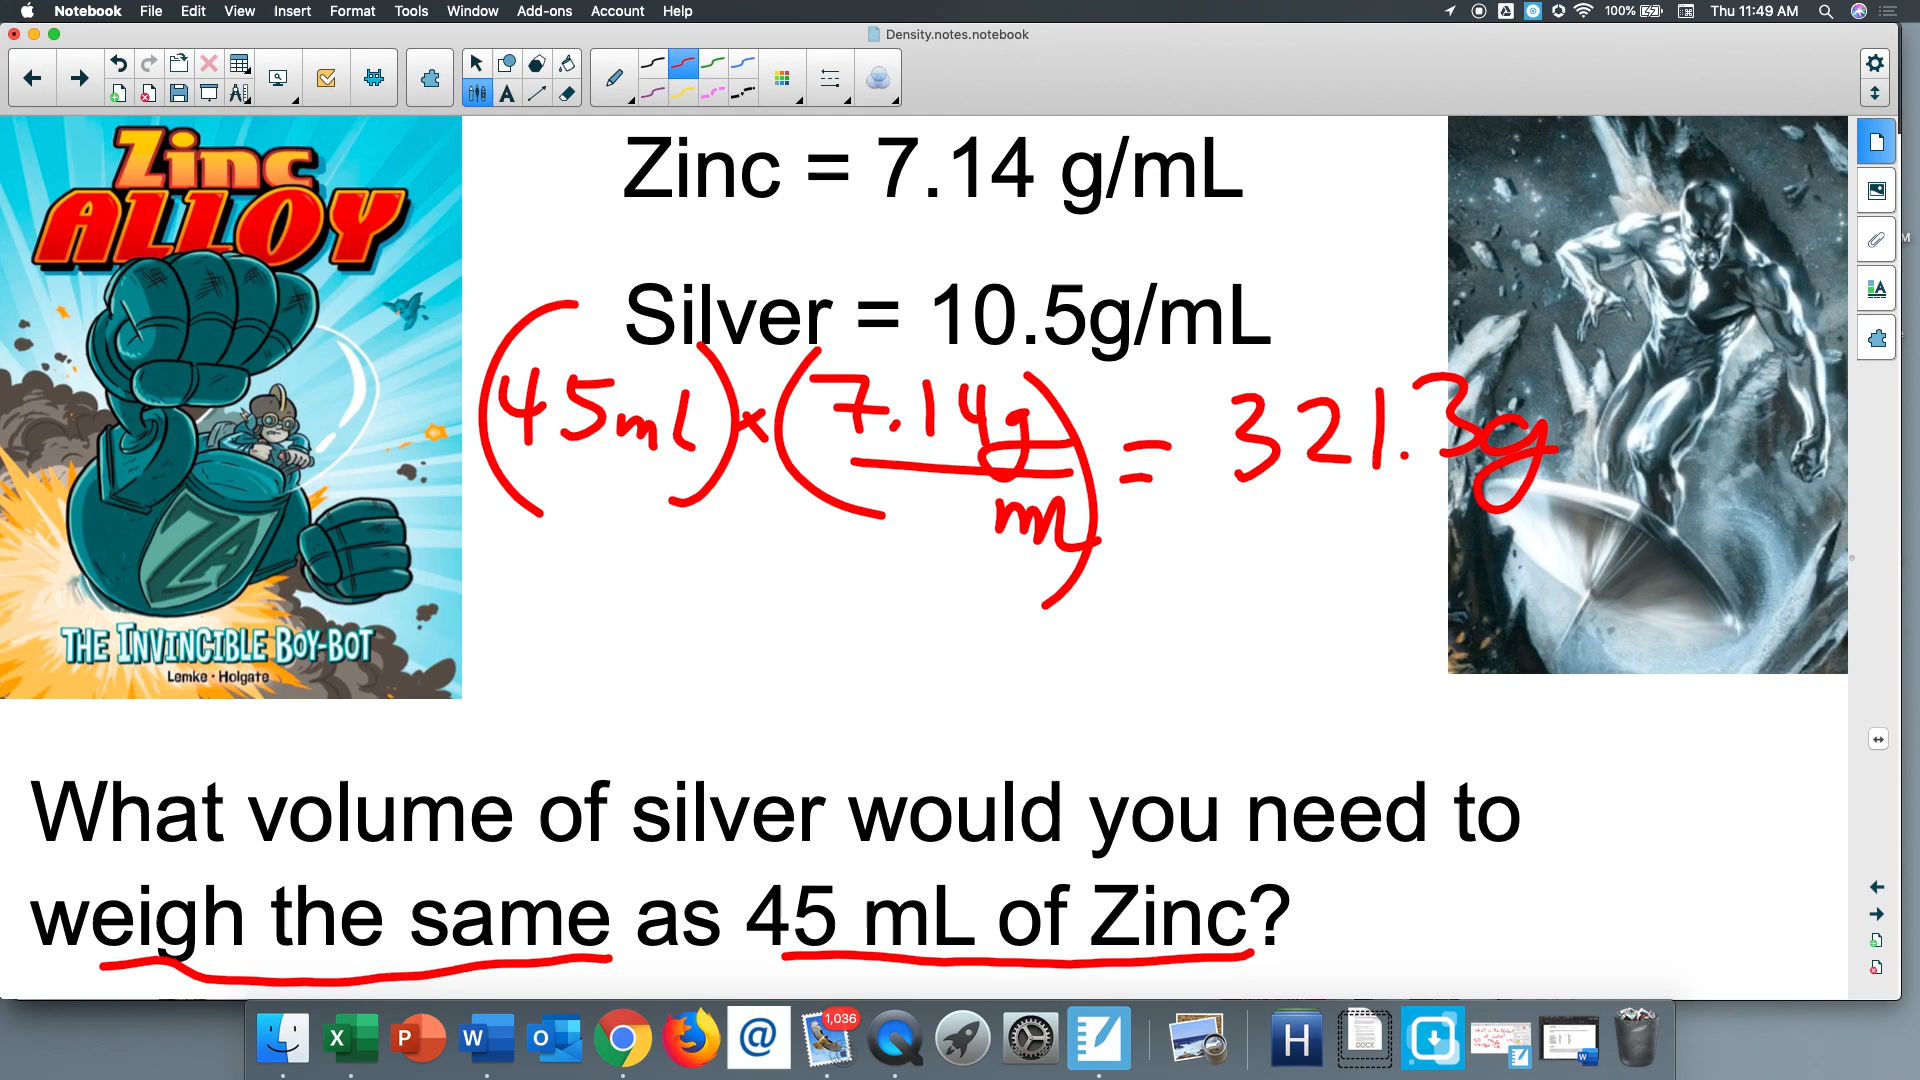 Notebook File Edit View Insert Format Tools Window Add-ons Account Help 100% Thu 11:49 AM
Density.notes.notebook
Zinc
ALLOY
THE INVINCIBLE BOY-BOT
Lemke · Holgate
Zinc = 7.14 g/mL
Silver = 10.5g/mL
(45mL) × (7.14g = 321.3g
mL)
What volume of silver would you need to
weigh the same as 45 mL of Zinc?
1,036